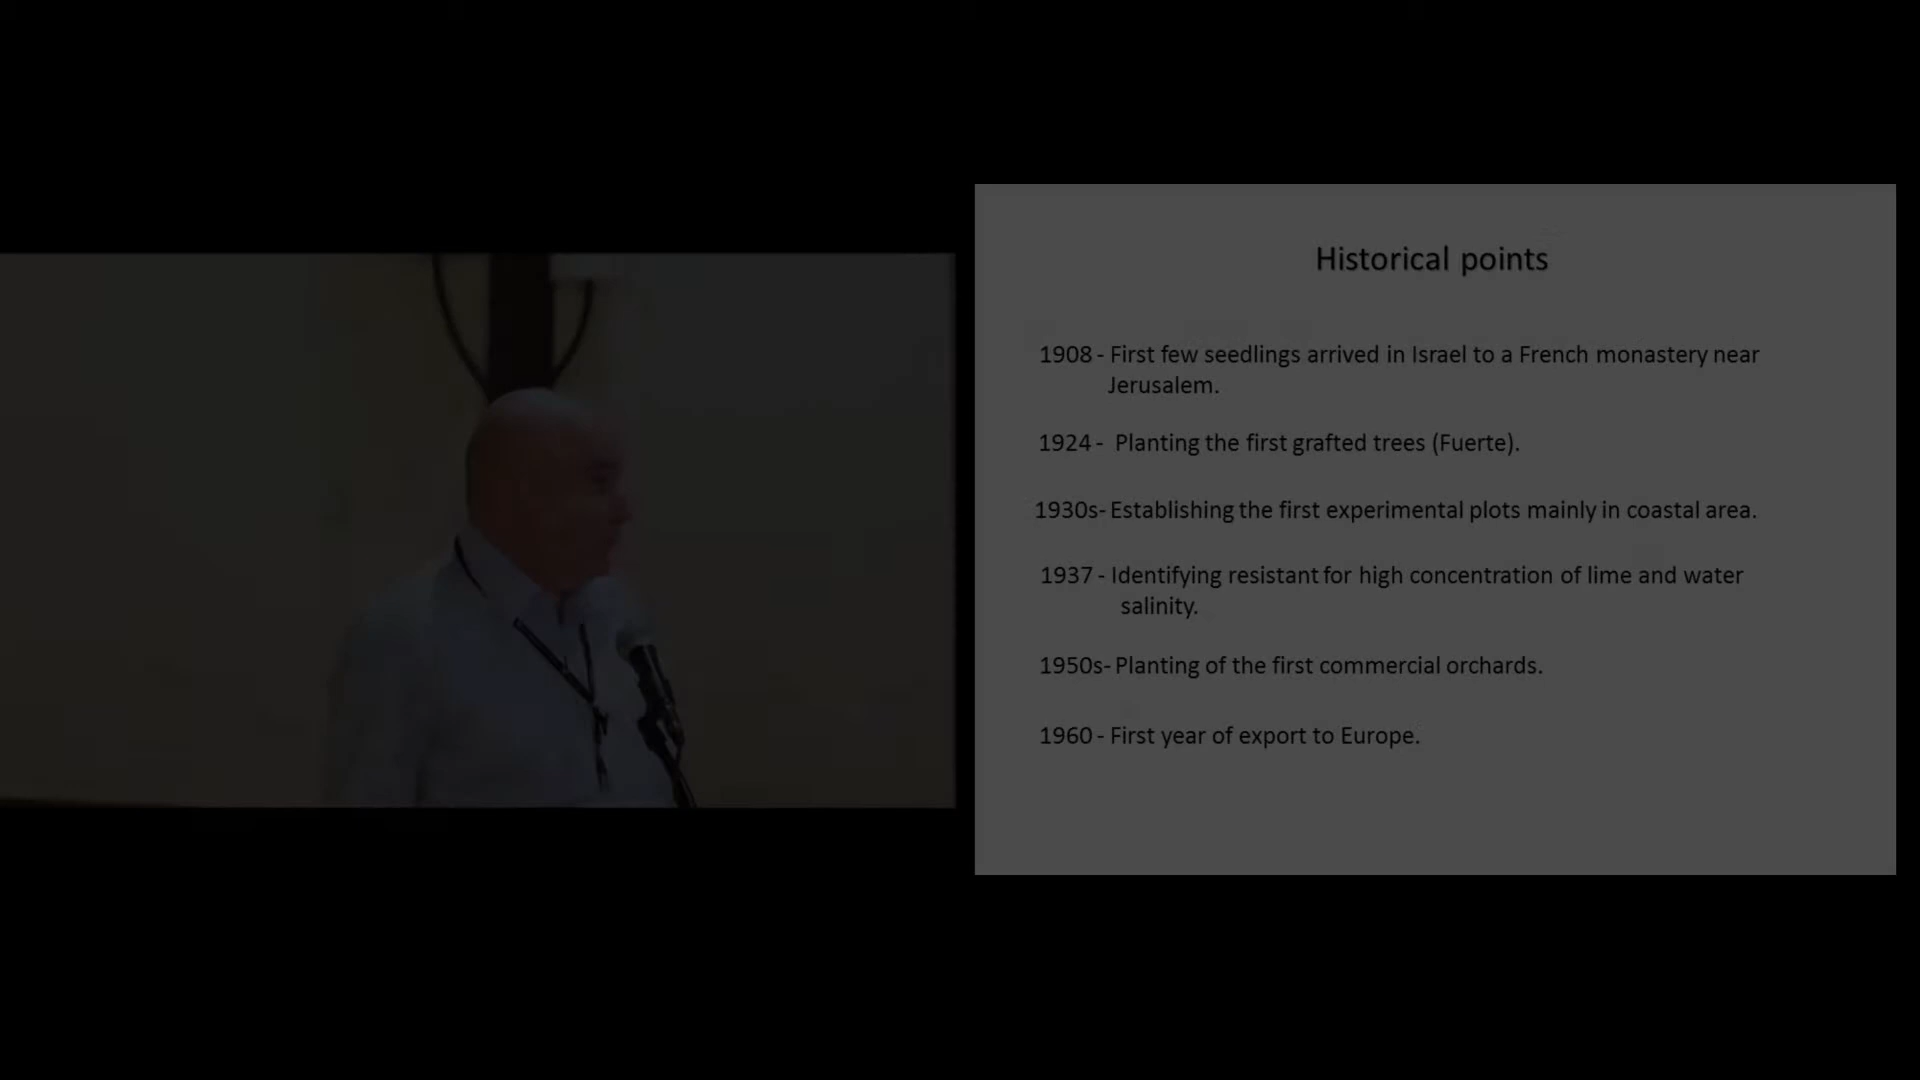 Historical points
1908 - First few seedlings arrived in Israel to a French monastery near
Jerusalem.
1924 - Planting the first grafted trees (Fuerte).
1930s- Establishing the first experimental plots mainly in coastal area.
1937 - Identifying resistant for high concentration of lime and water
salinity.
1950s- Planting of the first commercial orchards.
1960 - First year of export to Europe.